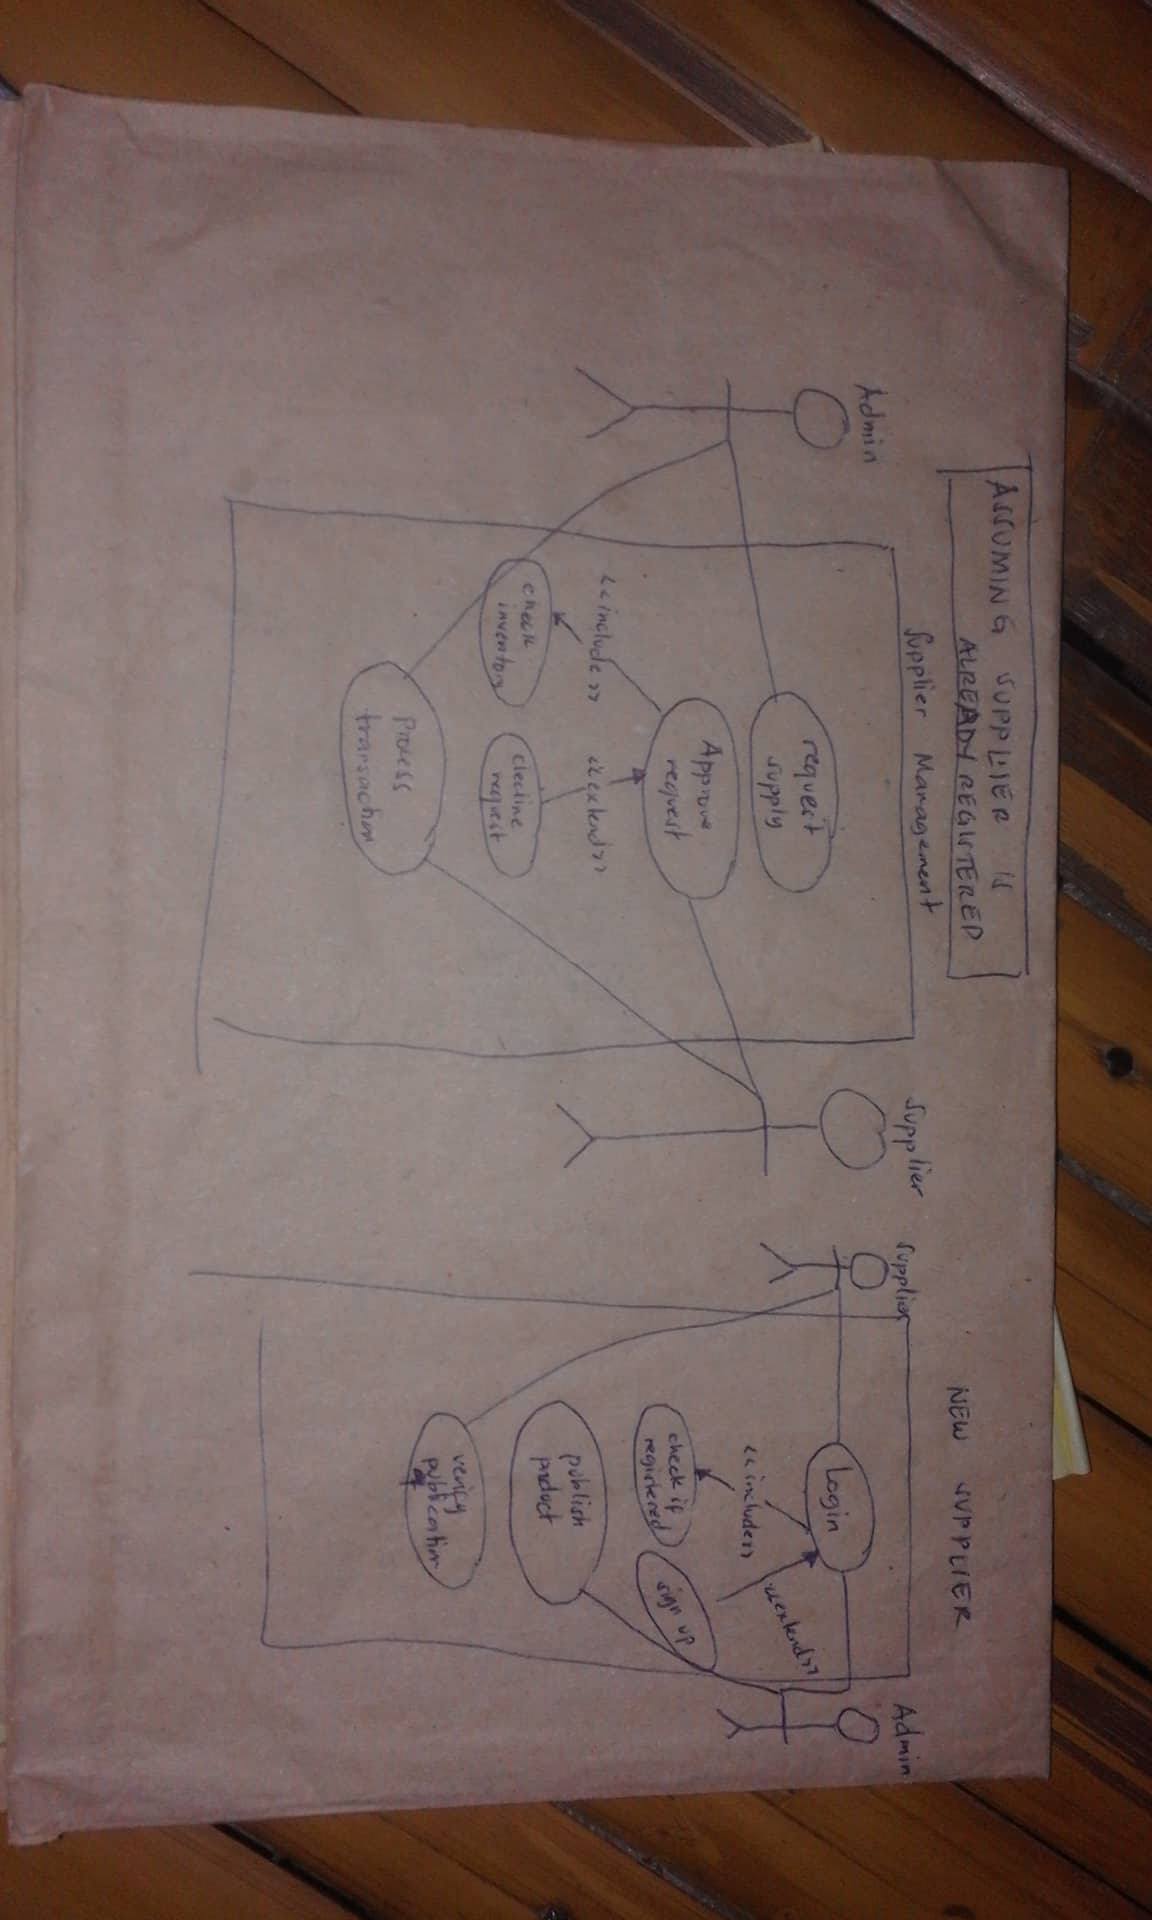 ASSUMING SUPPLIER IS
ALREADY REGISTERED
Supplier Management
Admin
Supplier
request
supply
Approve
request
<<include>>
<<extend>>
check
inventory
decline
request
Process
transaction
NEW SUPPLIER
Supplier
Admin
Login
<<include>>
<<extend>>
check if
registered
sign up
publish
product
verify
publication